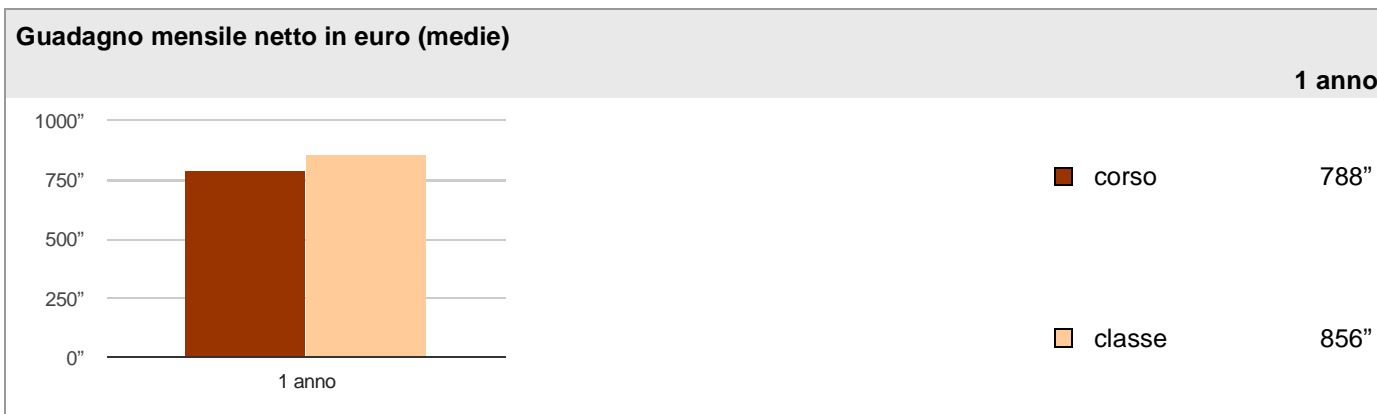 Guadagno mensile netto in euro (medie)
1 anno
1000”
750”
500”
250”
0”
1 anno
corso 788”
classe 856”